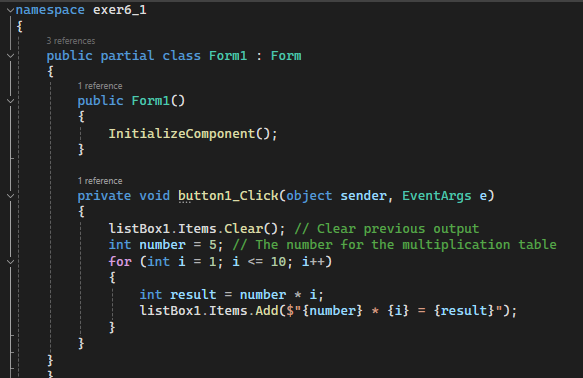 namespace exer6_1
{
3 references
public partial class Form1 : Form
{
1 reference
public Form1()
{
InitializeComponent();
}
1 reference
private void button1_Click(object sender, EventArgs e)
{
listBox1.Items.Clear(); // Clear previous output
int number = 5; // The number for the multiplication table
for (int i = 1; i <= 10; i++)
{
int result = number * i;
listBox1.Items.Add($"{number} * {i} = {result}");
}
}
}
}